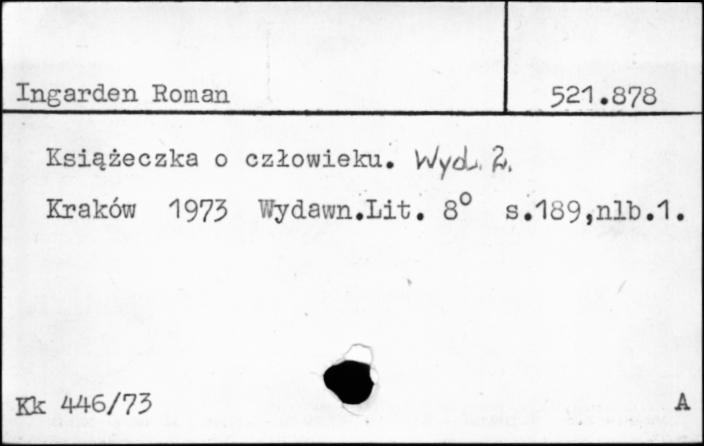 Ingarden Roman 521.878
Książeczka o człowieku. Wyd. 2.
Kraków 1973 Wydawn.Lit. 8° s.189,nlb.1.
Kk 446/73 A